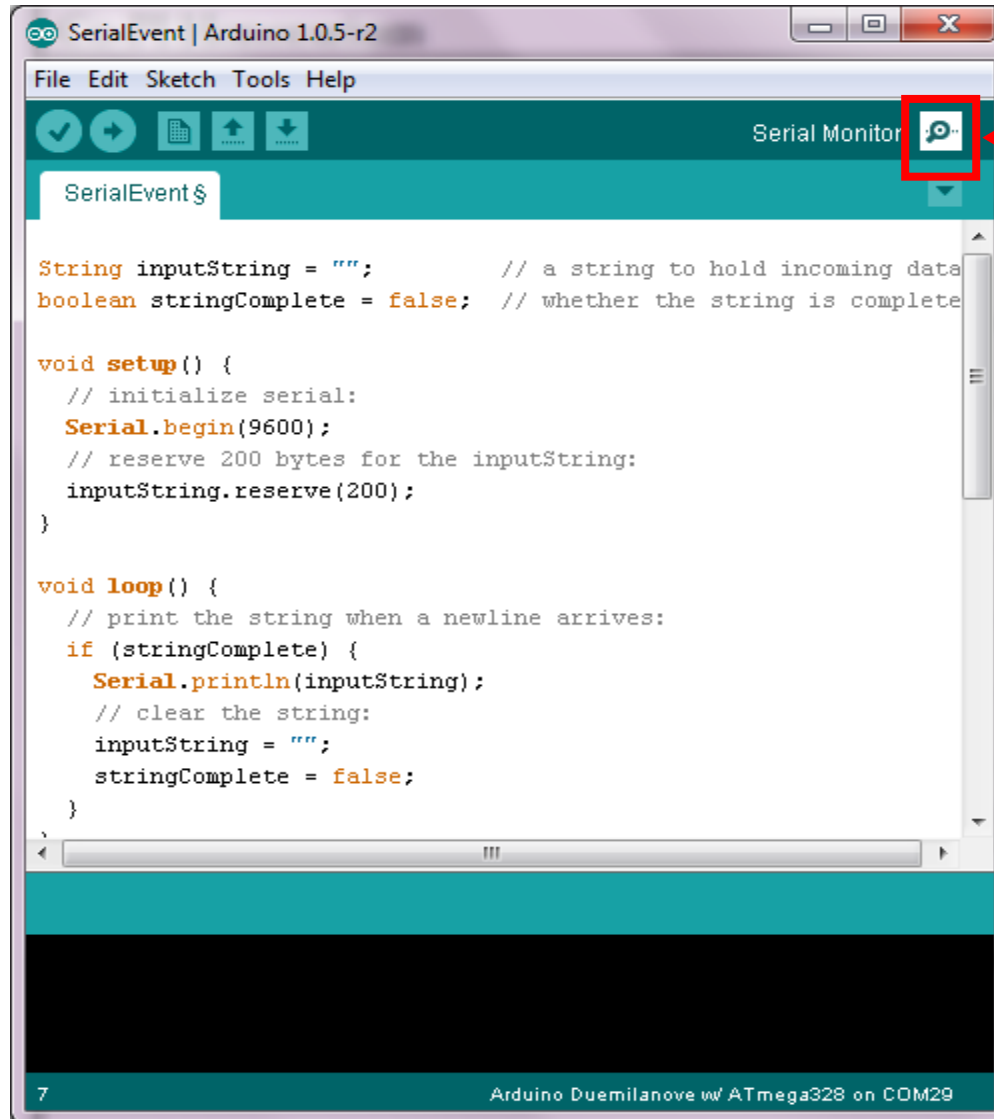 SerialEvent | Arduino 1.0.5-r2
File Edit Sketch Tools Help
Serial Monitor
SerialEvent §
String inputString = "";         // a string to hold incoming data
boolean stringComplete = false;  // whether the string is complete
void setup() {
  // initialize serial:
  Serial.begin(9600);
  // reserve 200 bytes for the inputString:
  inputString.reserve(200);
}
void loop() {
  // print the string when a newline arrives:
  if (stringComplete) {
    Serial.println(inputString);
    // clear the string:
    inputString = "";
    stringComplete = false;
  }
7
Arduino Duemilanove w/ ATmega328 on COM29